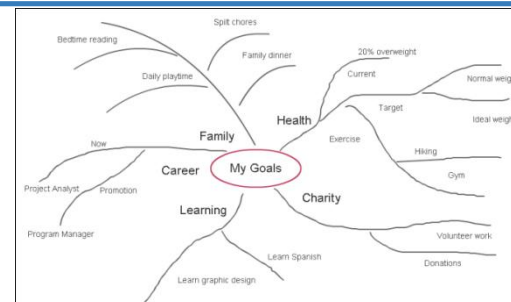 Split chores
Bedtime reading
Family dinner
Daily playtime
20% overweight
Current
Normal weig
Target
Ideal weigh
Health
Exercise
Family
Hiking
Now
Career
My Goals
Gym
Project Analyst
Promotion
Charity
Learning
Program Manager
Volunteer work
Learn Spanish
Donations
Learn graphic design